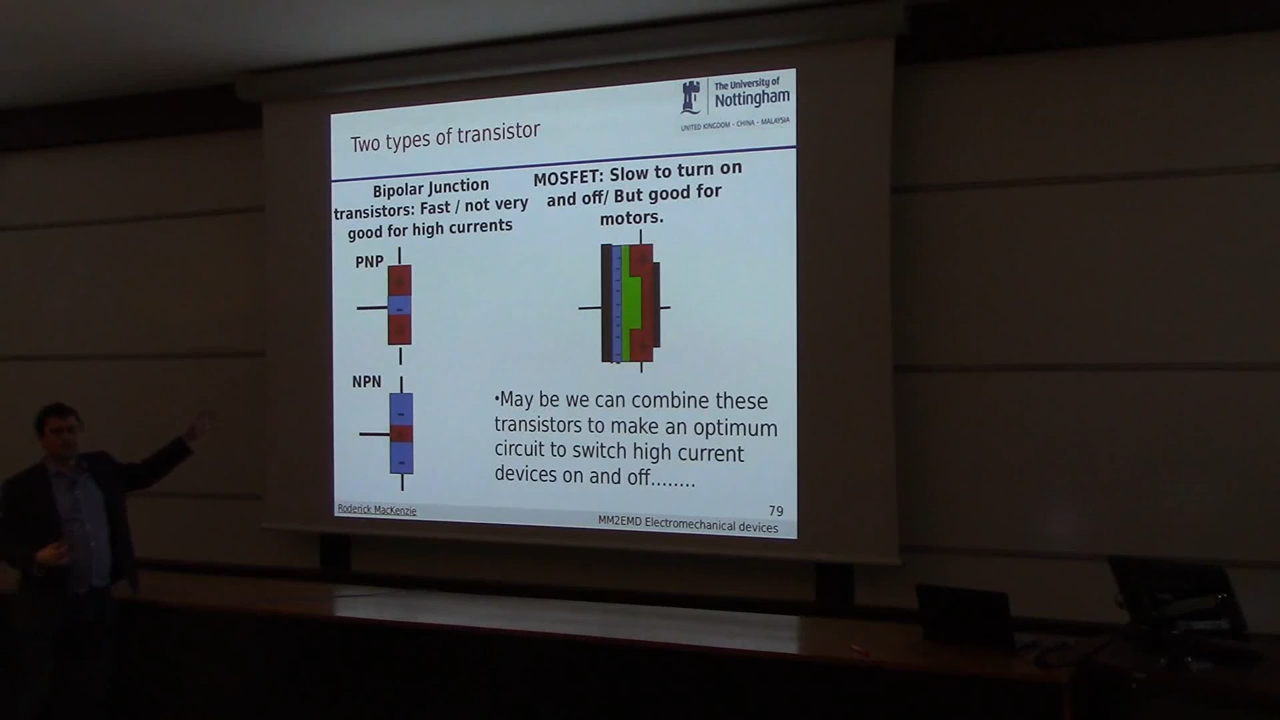 The University of
Nottingham
UNITED KINGDOM · CHINA · MALAYSIA
Two types of transistor
Bipolar Junction
transistors: Fast / not very
good for high currents
MOSFET: Slow to turn on
and off/ But good for
motors.
PNP
NPN
•May be we can combine these
transistors to make an optimum
circuit to switch high current
devices on and off........
Roderick MacKenzie
79
MM2EMD Electromechanical devices